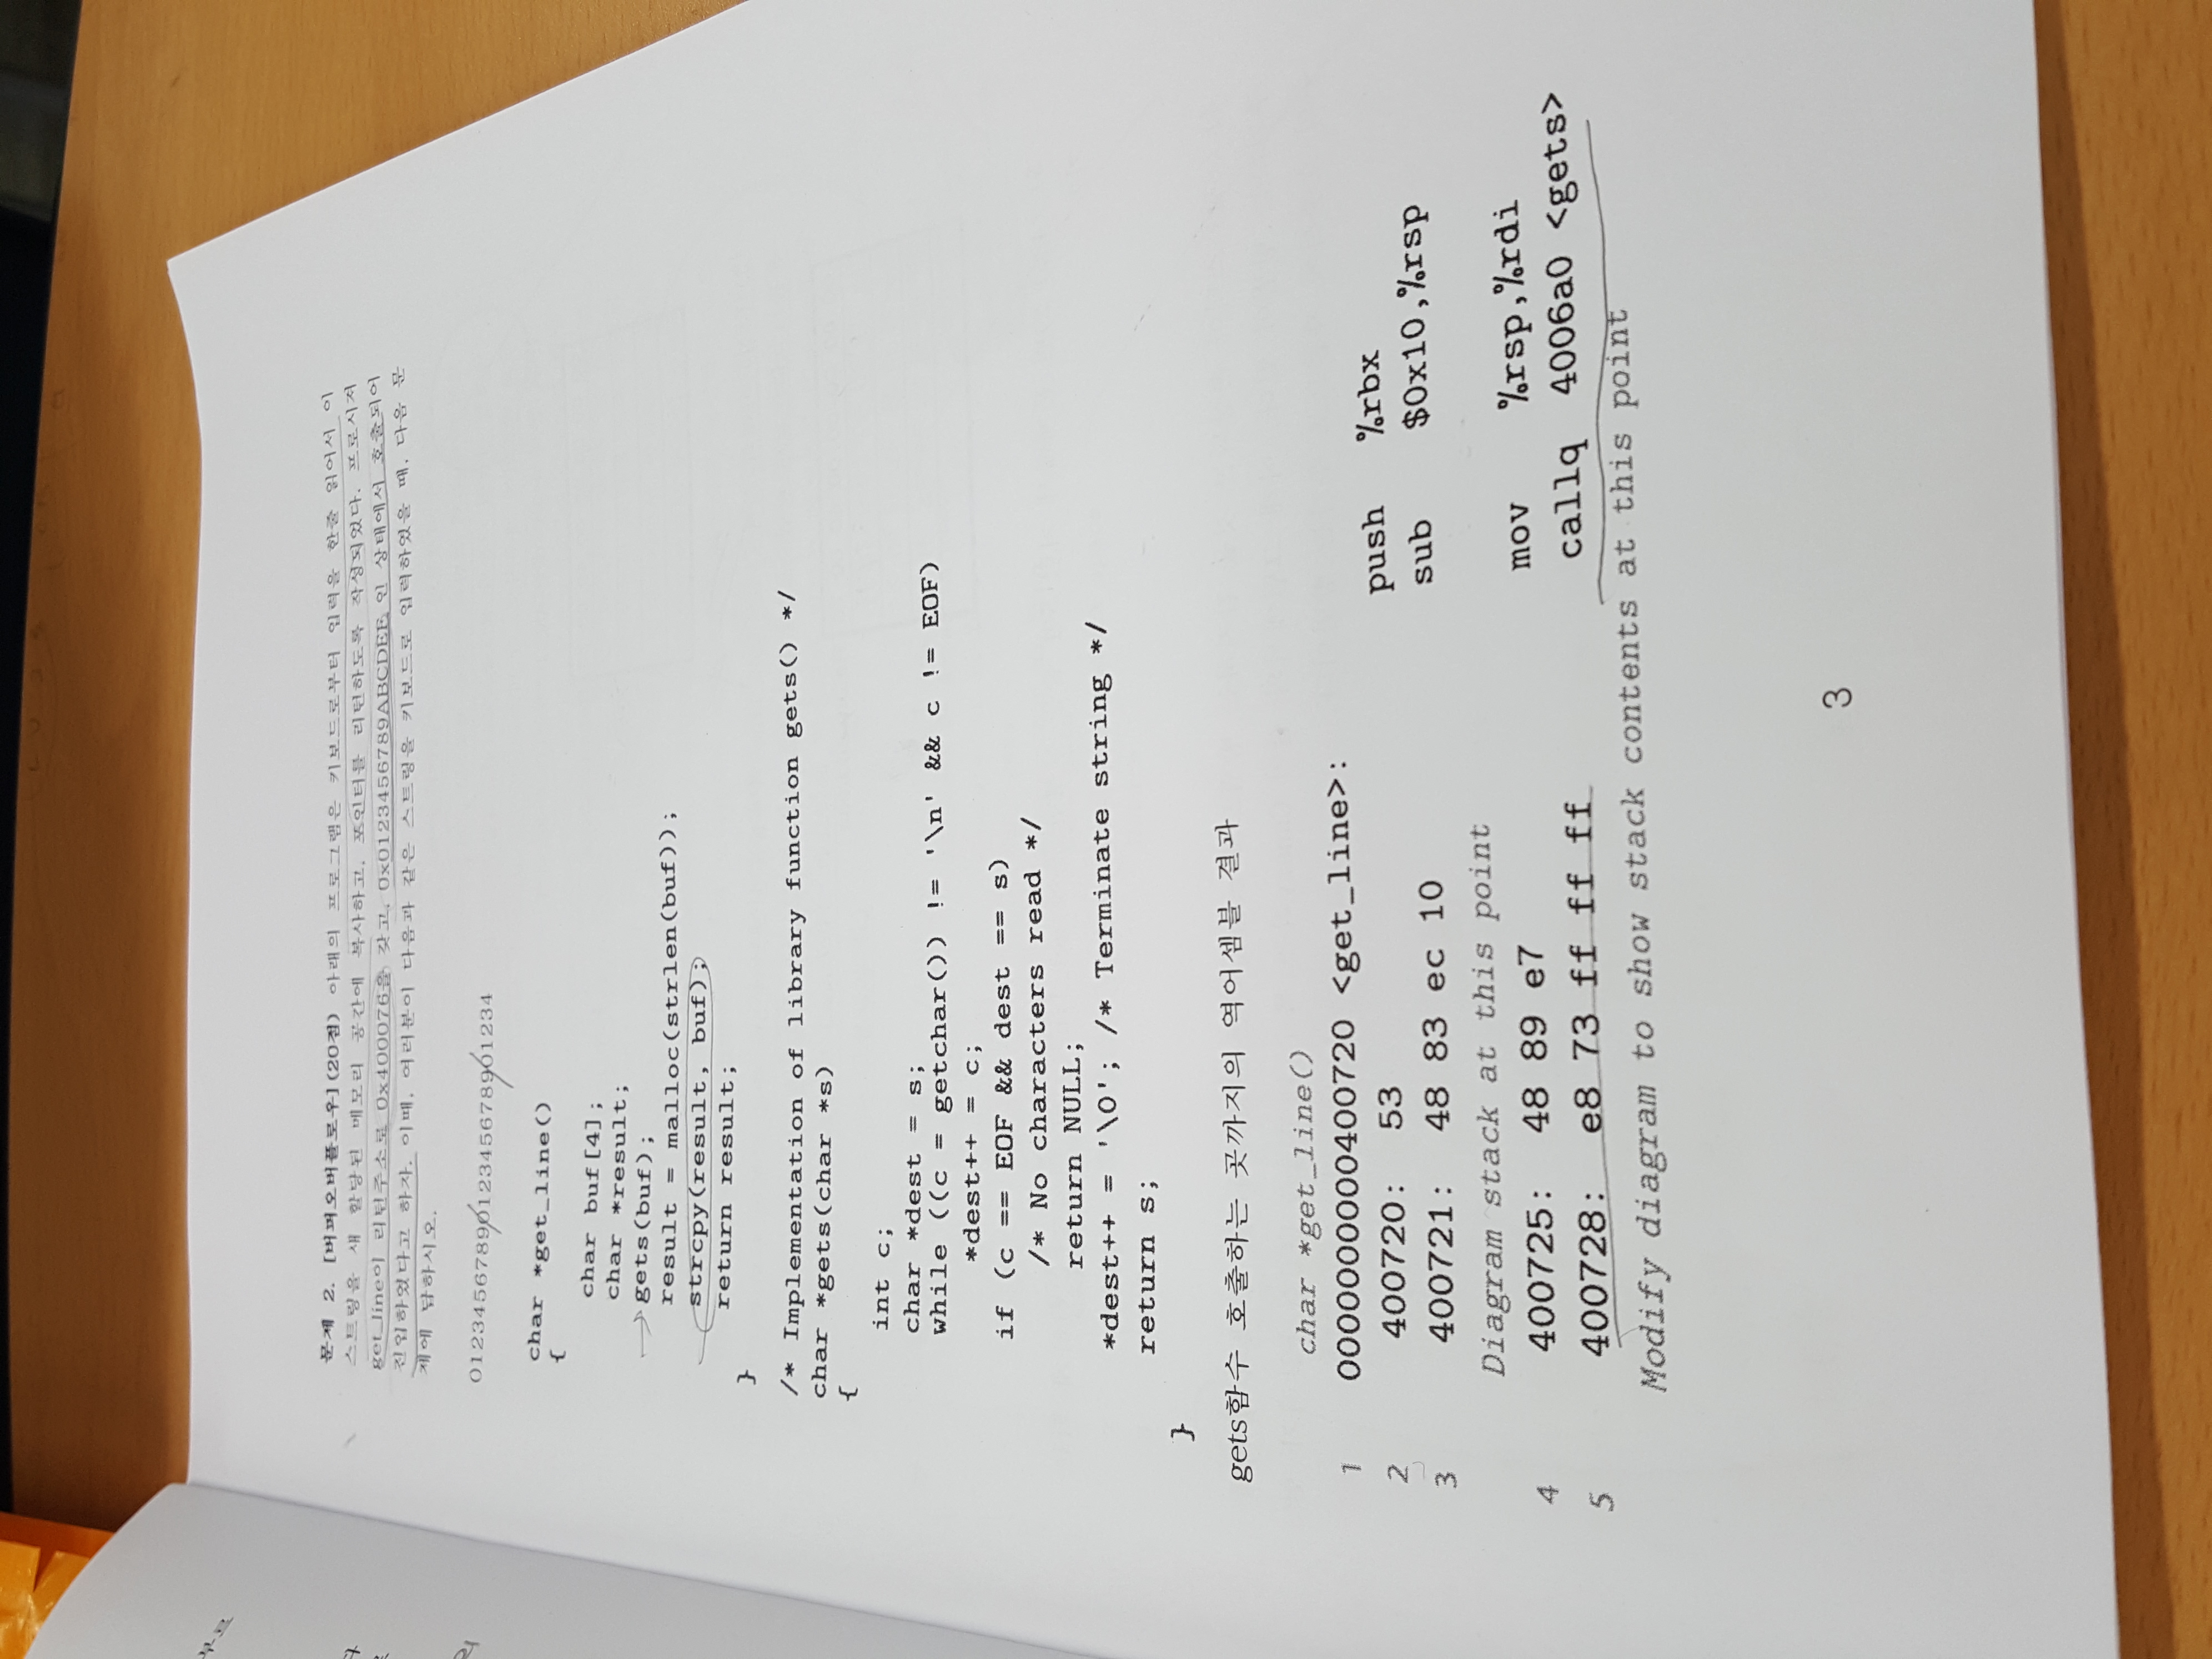 문제 2. [버퍼오버플로우](20점) 아래의 프로그램은 키보드로부터 입력을 한줄 읽어서 이
스트링을 새 할당된 메모리 공간에 복사하고, 포인터를 리턴하도록 작성되었다. 프로시저
get_line이 리턴주소로 0x400076을 갖고, 0x0123456789ABCDEF 인 상태에서 호출되어
진입하였다고 하자. 이때, 여러분이 다음과 같은 스트링을 키보드로 입력하였을 때, 다음 문
제에 답하시오.
0123456789012345678901234
char *get_line()
{
char buf[4];
char *result;
gets(buf);
result = malloc(strlen(buf));
strcpy(result, buf);
return result;
}
/* Implementation of library function gets() */
char *gets(char *s)
{
int c;
char *dest = s;
while ((c = getchar()) != '\n' && c != EOF)
*dest++ = c;
if (c == EOF && dest == s)
/* No characters read */
return NULL;
*dest++ = '\0'; /* Terminate string */
return s;
}
gets함수 호출하는 곳까지의 역어셈블 결과
char *get_line()
1 0000000000400720 <get_line>:
2 400720: 53 push %rbx
3 400721: 48 83 ec 10 sub $0x10,%rsp
Diagram stack at this point
4 400725: 48 89 e7 mov %rsp,%rdi
5 400728: e8 73 ff ff ff callq 4006a0 <gets>
Modify diagram to show stack contents at this point
3